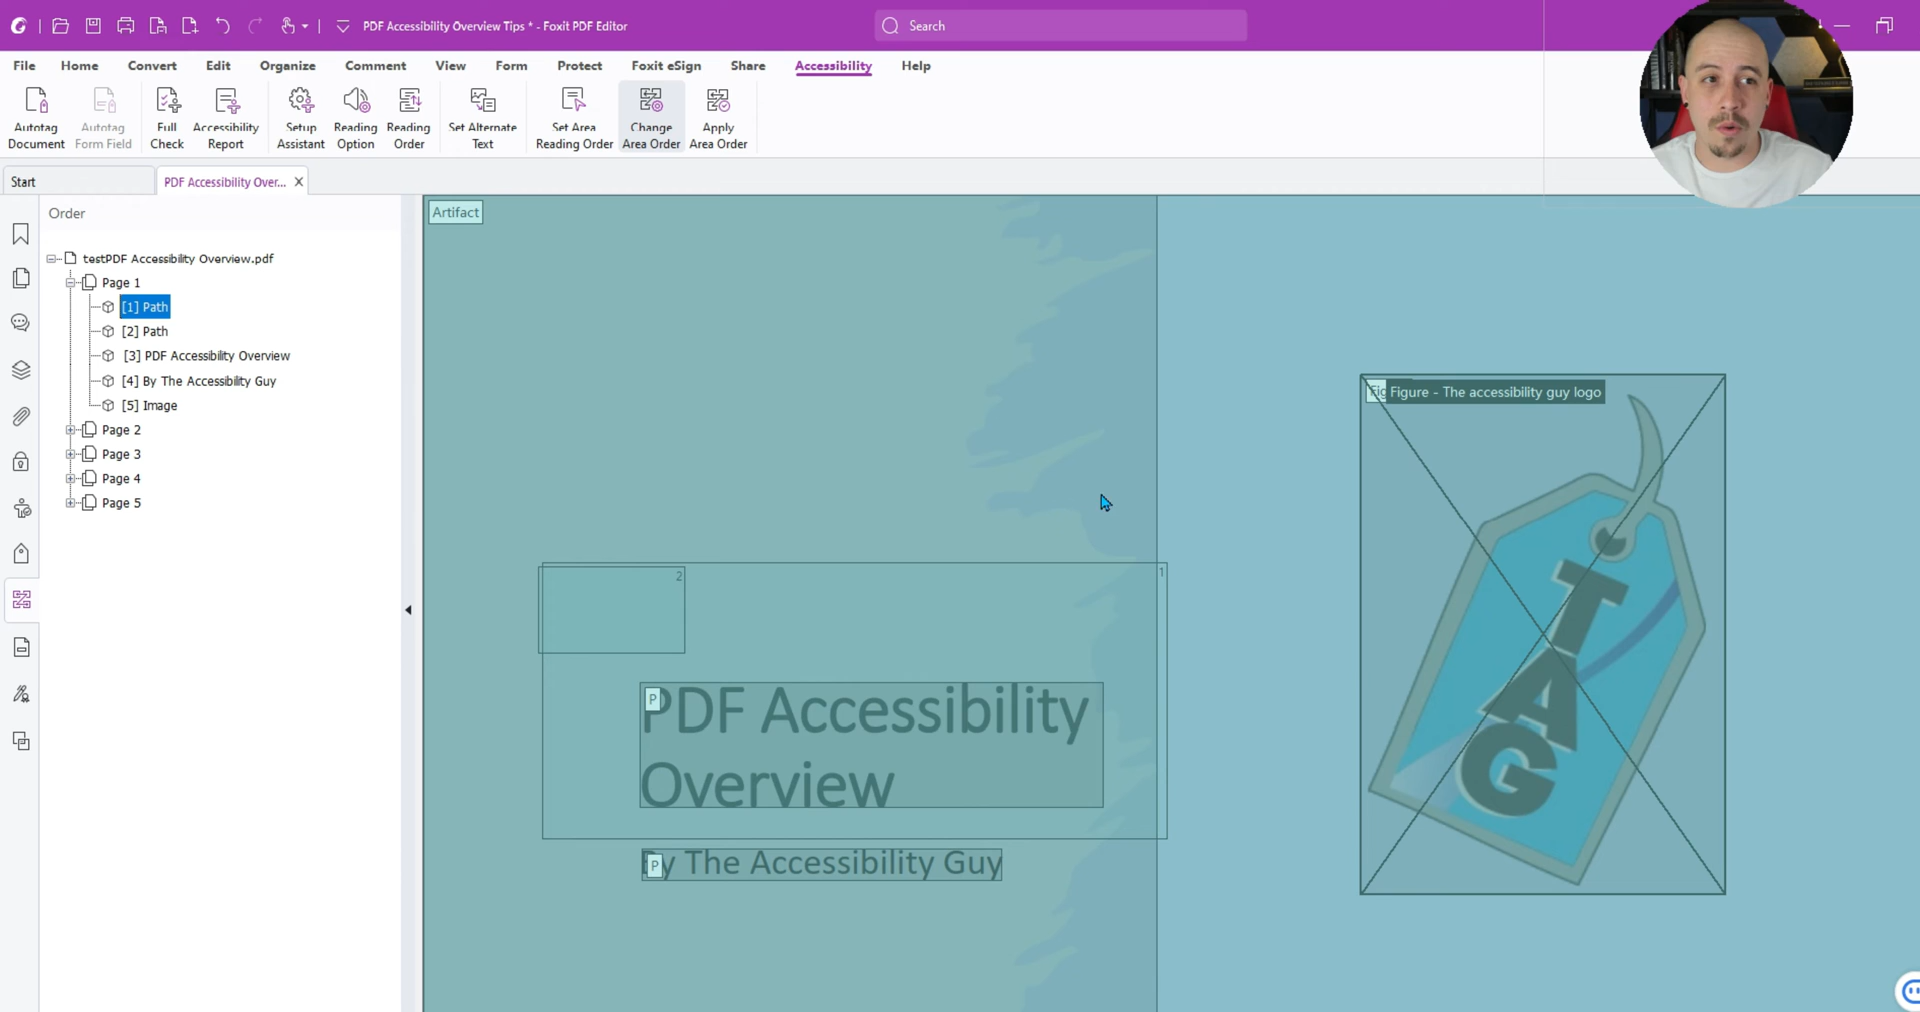 PDF Accessibility Overview Tips * - Foxit PDF Editor
Search
File Home Convert Edit Organize Comment View Form Protect Foxit eSign Share Accessibility Help
Autotag Document
Autotag Form Field
Full Check
Accessibility Report
Setup Assistant
Reading Option
Reading Order
Set Alternate Text
Set Area Reading Order
Change Area Order
Apply Area Order
Start
PDF Accessibility Over...
Order
testPDF Accessibility Overview.pdf
Page 1
[1] Path
[2] Path
[3] PDF Accessibility Overview
[4] By The Accessibility Guy
[5] Image
Page 2
Page 3
Page 4
Page 5
Artifact
2
1
P
PDF Accessibility
Overview
P
By The Accessibility Guy
Fig
Figure - The accessibility guy logo
TAG